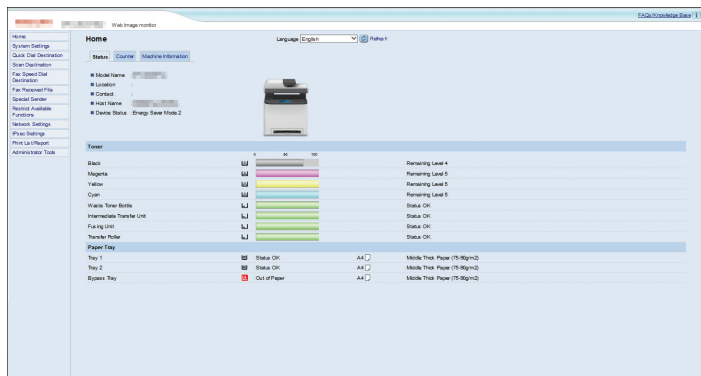 FAQs/Knowledge Base
Web image monitor
Home
System Settings
Quick Dial Destination
Scan Destination
Fax Speed Dial
Destination
Fax Received File
Special Sender
Restrict Available
Functions
Network Settings
IPsec Settings
Print List/Report
Administrator Tools
Home
Language English Refresh
Status Counter Machine Information
Model Name :
Location :
Contact :
Host Name :
Device Status : Energy Saver Mode 2
Toner
0 50 100
Black Remaining Level 4
Magenta Remaining Level 5
Yellow Remaining Level 5
Cyan Remaining Level 5
Waste Toner Bottle Status OK
Intermediate Transfer Unit Status OK
Fusing Unit Status OK
Transfer Roller Status OK
Paper Tray
Tray 1 Status OK A4 Middle Thick Paper (75-90g/m2)
Tray 2 Status OK A4 Middle Thick Paper (75-90g/m2)
Bypass Tray Out of Paper A4 Middle Thick Paper (75-90g/m2)